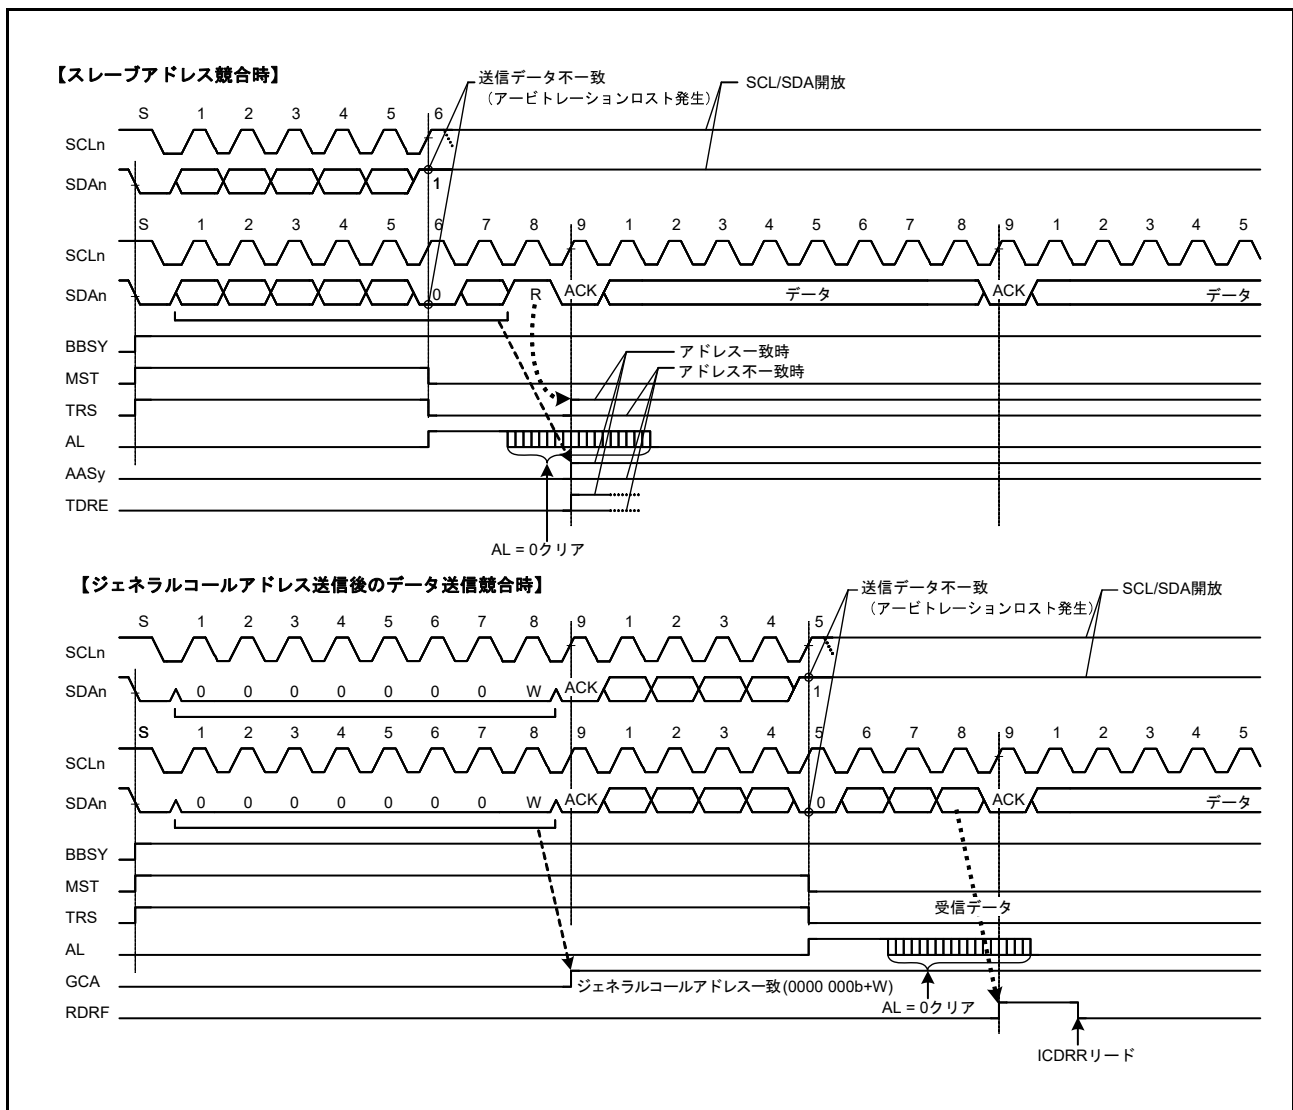 【スレーブアドレス競合時】
送信データ不一致
（アービトレーションロスト発生）
SCL/SDA開放
S 1 2 3 4 5 6
SCLn
SDAn
1
S 1 2 3 4 5 6 7 8 9 1 2 3 4 5 6 7 8 9 1 2 3 4 5
SCLn
SDAn 0 R ACK データ ACK データ
BBSY
アドレス一致時
MST
アドレス不一致時
TRS
AL
AASy
TDRE
AL = 0クリア
【ジェネラルコールアドレス送信後のデータ送信競合時】
送信データ不一致
（アービトレーションロスト発生）
SCL/SDA開放
S 1 2 3 4 5 6 7 8 9 1 2 3 4 5
SCLn
SDAn 0 0 0 0 0 0 0 W ACK 1
S 1 2 3 4 5 6 7 8 9 1 2 3 4 5 6 7 8 9 1 2 3 4 5
SCLn
SDAn 0 0 0 0 0 0 0 W ACK 0 ACK データ
BBSY
MST
TRS 受信データ
AL
GCA ジェネラルコールアドレス一致(0000 000b+W)
AL = 0クリア
RDRF
ICDRRリード